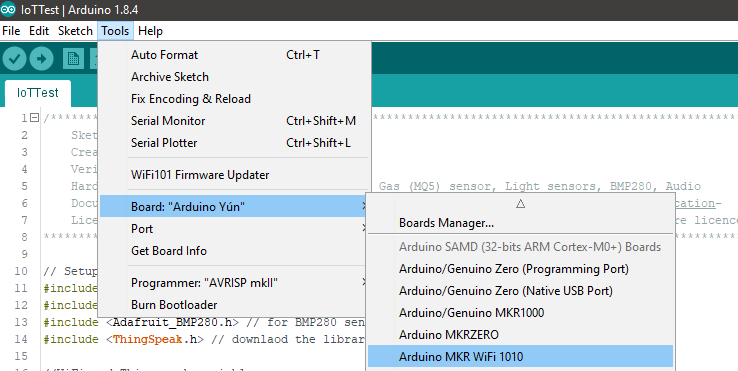 IoTTest | Arduino 1.8.4
File Edit Sketch Tools Help
IoTTest
Auto Format Ctrl+T
Archive Sketch
Fix Encoding & Reload
Serial Monitor Ctrl+Shift+M
Serial Plotter Ctrl+Shift+L
WiFi101 Firmware Updater
Board: "Arduino Yún"
Port
Get Board Info
Programmer: "AVRISP mkII"
Burn Bootloader
Boards Manager...
Arduino SAMD (32-bits ARM Cortex-M0+) Boards
Arduino/Genuino Zero (Programming Port)
Arduino/Genuino Zero (Native USB Port)
Arduino/Genuino MKR1000
Arduino MKRZERO
Arduino MKR WiFi 1010
1 /*****
2 Sket
3 Crea
4 Veri
5 Hard Gas (MQ5) sensor, Light sensors, BMP280, Audio
6 Docu cation-
7 Lice re licence
8 *****
9
10 // Setup
11 #include
12 #include
13 #include <Adafruit_BMP280.h> // for BMP280 sen
14 #include <ThingSpeak.h> // downlaod the librar
15